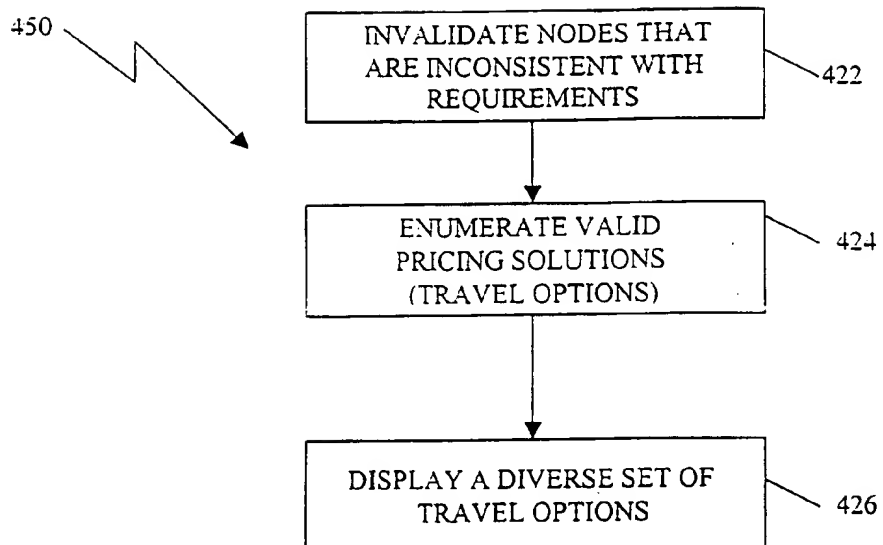 450
INVALIDATE NODES THAT
ARE INCONSISTENT WITH
REQUIREMENTS
422
ENUMERATE VALID
PRICING SOLUTIONS
(TRAVEL OPTIONS)
424
DISPLAY A DIVERSE SET OF
TRAVEL OPTIONS
426